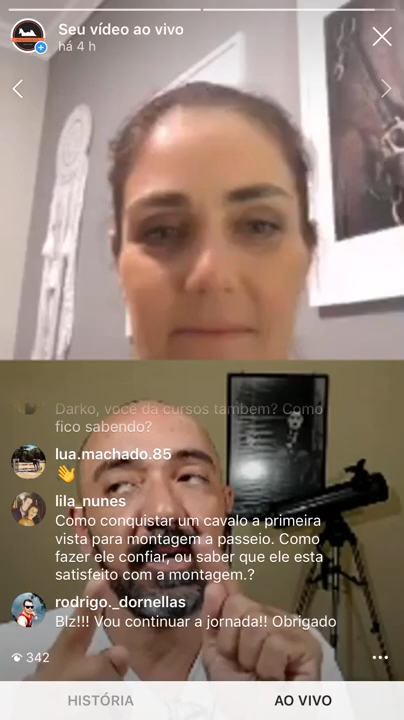 Seu vídeo ao vivo
há 4 h
Darko, você da cursos também? Como
fico sabendo?
lua.machado.85
👋
lila_nunes
Como conquistar um cavalo a primeira
vista para montagem a passeio. Como
fazer ele confiar, ou saber que ele esta
satisfeito com a montagem.?
rodrigo._dornellas
Blz!!! Vou continuar a jornada!! Obrigado
342
HISTÓRIA
AO VIVO